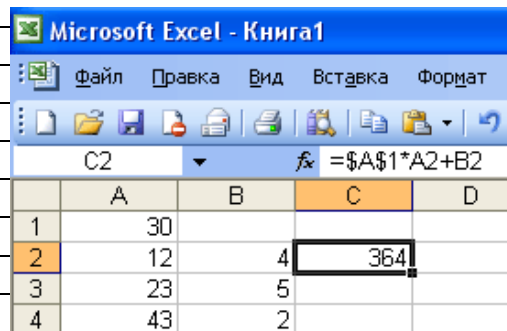 Microsoft Excel - Книга1
Файл Правка Вид Вставка Формат
C2 fx =$A$1*A2+B2
A B C D
1 30
2 12 4 364
3 23 5
4 43 2